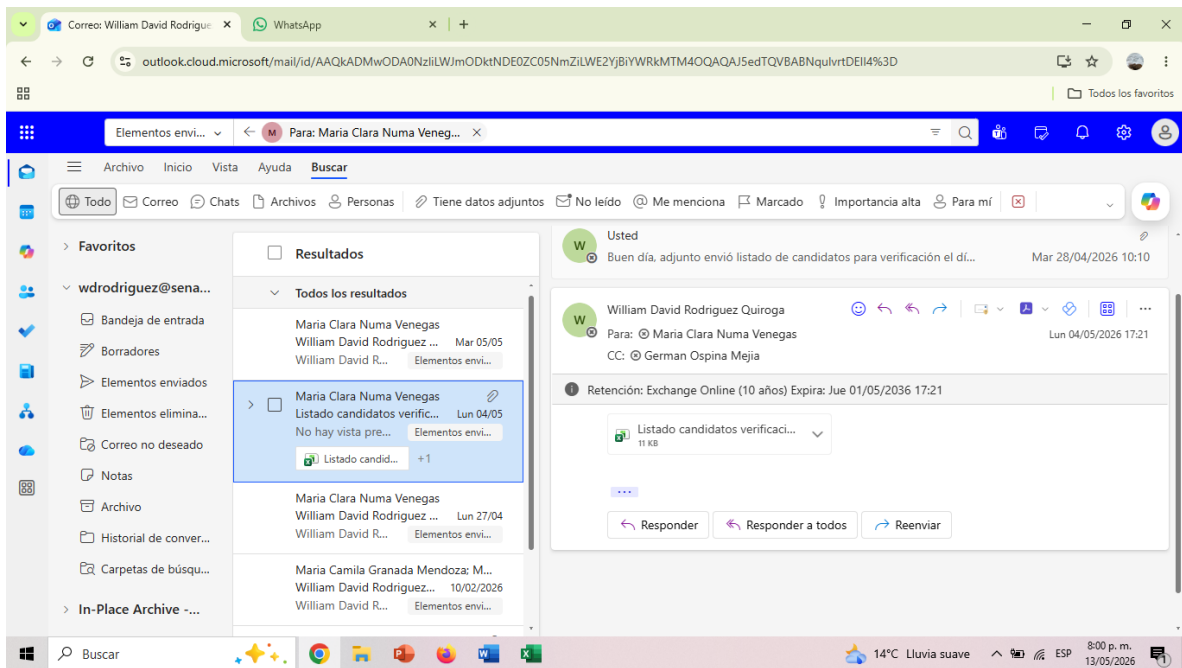 Correo: William David Rodrigue
WhatsApp
outlook.cloud.microsoft/mail/id/AAQkADMwODA0NzliLWJmODktNDE0ZC05NmZiLWE2YjBiYWRkMTM4OQAQAJ5edTQVBABNqulvrtDEIl4%3D
Todos los favoritos
Elementos envi...
M Para: Maria Clara Numa Veneg...
Archivo Inicio Vista Ayuda Buscar
Todo Correo Chats Archivos Personas Tiene datos adjuntos No leído Me menciona Marcado Importancia alta Para mí
Favoritos
wdrodriguez@sena...
Bandeja de entrada
Borradores
Elementos enviados
Elementos elimina...
Correo no deseado
Notas
Archivo
Historial de conver...
Carpetas de búsqu...
In-Place Archive -...
Resultados
Todos los resultados
Maria Clara Numa Venegas
William David Rodriguez ... Mar 05/05
William David R... Elementos envi...
Maria Clara Numa Venegas
Listado candidatos verific... Lun 04/05
No hay vista pre... Elementos envi...
Listado candid... +1
Maria Clara Numa Venegas
William David Rodriguez ... Lun 27/04
William David R... Elementos envi...
Maria Camila Granada Mendoza; M...
William David Rodriguez... 10/02/2026
William David R... Elementos envi...
W
Usted
Buen día, adjunto envió listado de candidatos para verificación el dí... Mar 28/04/2026 10:10
W
William David Rodriguez Quiroga
Para: Maria Clara Numa Venegas Lun 04/05/2026 17:21
CC: German Ospina Mejia
Retención: Exchange Online (10 años) Expira: Jue 01/05/2036 17:21
Listado candidatos verificaci...
11 KB
...
Responder Responder a todos Reenviar
Buscar
14°C Lluvia suave
ESP
8:00 p. m.
13/05/2026
1